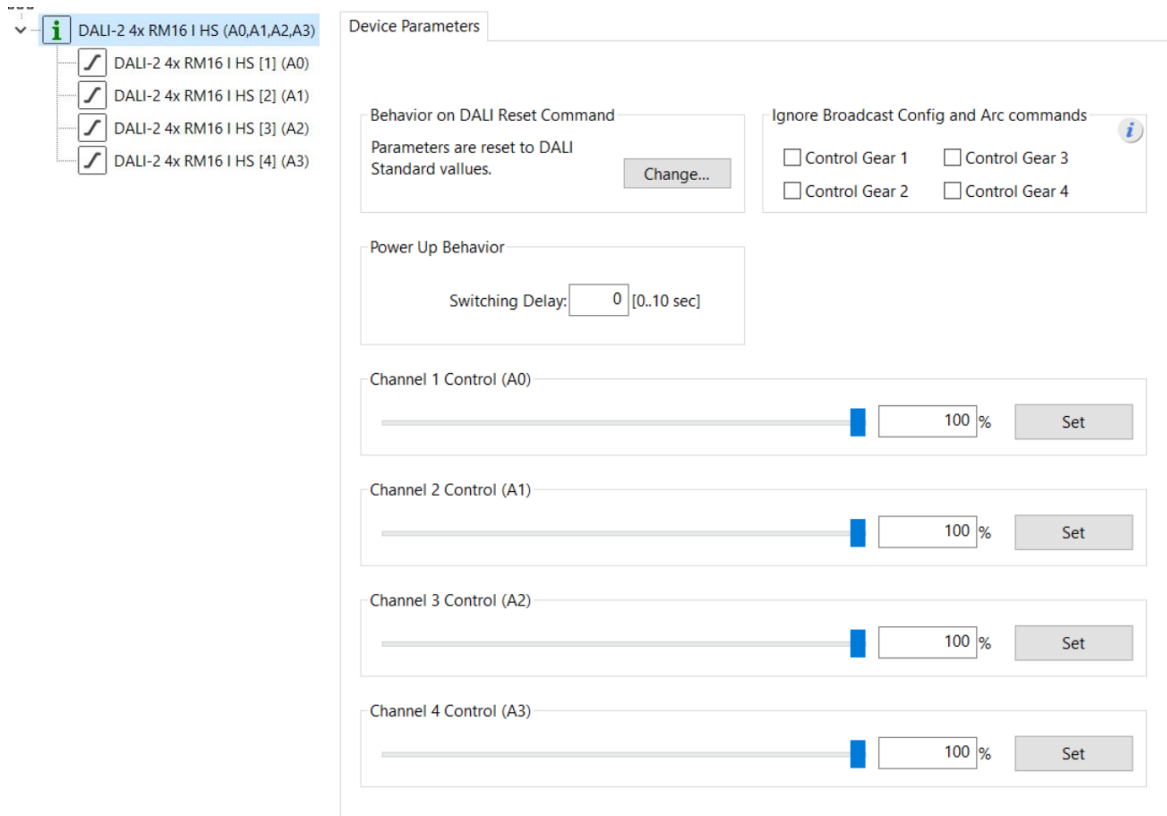 DALI-2 4x RM16 I HS (A0,A1,A2,A3)
DALI-2 4x RM16 I HS [1] (A0)
DALI-2 4x RM16 I HS [2] (A1)
DALI-2 4x RM16 I HS [3] (A2)
DALI-2 4x RM16 I HS [4] (A3)
Device Parameters
Behavior on DALI Reset Command
Parameters are reset to DALI
Standard vallues.
Change...
Ignore Broadcast Config and Arc commands
i
Control Gear 1
Control Gear 3
Control Gear 2
Control Gear 4
Power Up Behavior
Switching Delay: 0 [0..10 sec]
Channel 1 Control (A0)
100 % Set
Channel 2 Control (A1)
100 % Set
Channel 3 Control (A2)
100 % Set
Channel 4 Control (A3)
100 % Set